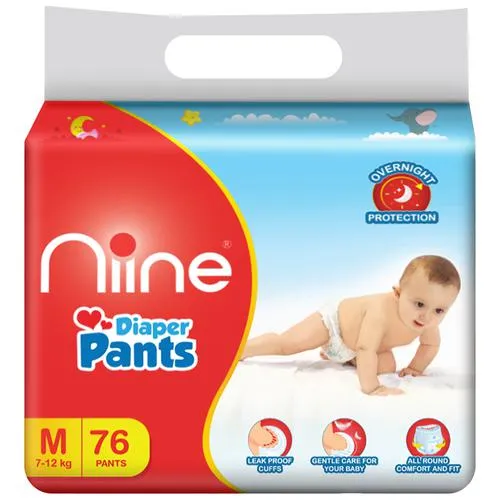 OVERNIGHT
PROTECTION
niine®
Diaper
Pants
M 76
7-12 kg PANTS
LEAK PROOF
CUFFS
GENTLE CARE FOR
YOUR BABY
ALL ROUND
COMFORT AND FIT